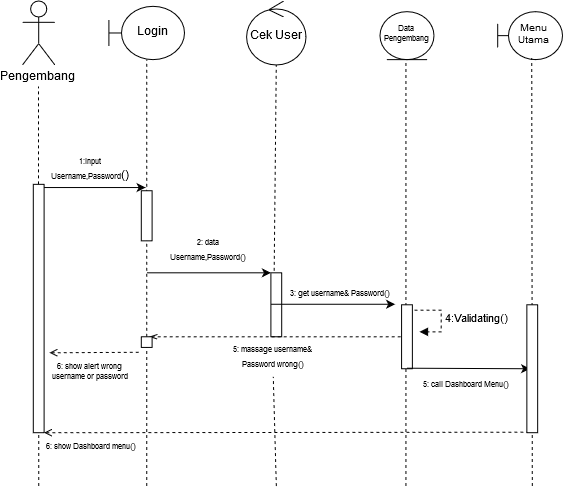 Pengembang
Login
Cek User
Data
Pengembang
Menu
Utama
1:Input
Username,Password()
2: data
Username,Password()
3: get username& Password()
4:Validating()
5: massage username&
Password wrong()
6: show alert wrong
username or password
5: call Dashboard Menu()
6: show Dashboard menu()